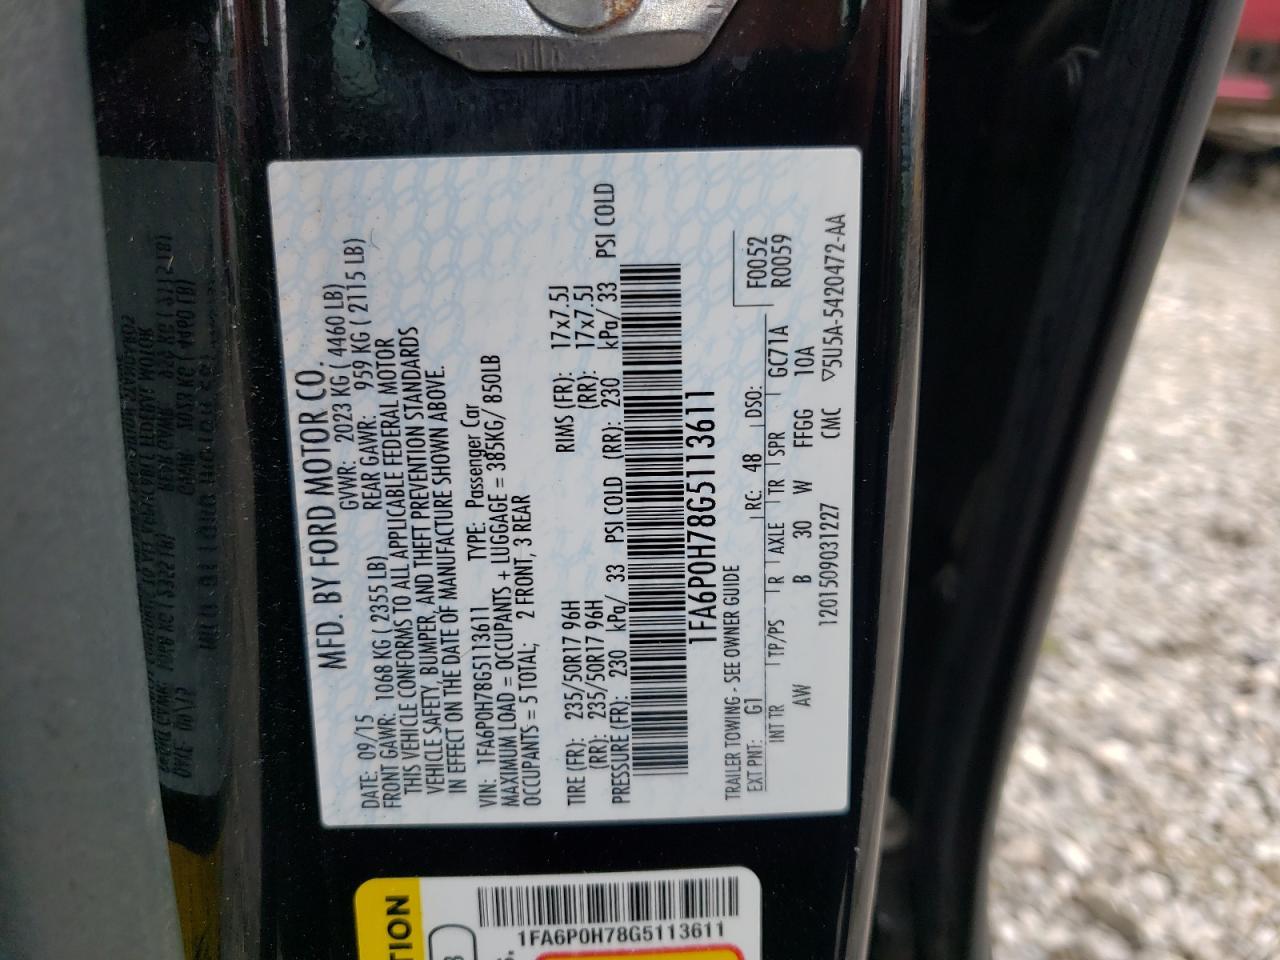 MFD. BY FORD MOTOR CO.
DATE: 09/15 GVWR: 2023 KG ( 4460 LB)
FRONT GAWR: 1068 KG ( 2355 LB) REAR GAWR: 959 KG ( 2115 LB)
THIS VEHICLE CONFORMS TO ALL APPLICABLE FEDERAL MOTOR
VEHICLE SAFETY, BUMPER, AND THEFT PREVENTION STANDARDS
IN EFFECT ON THE DATE OF MANUFACTURE SHOWN ABOVE.
VIN: 1FA6P0H78G5113611 TYPE: Passenger Car
MAXIMUM LOAD = OCCUPANTS + LUGGAGE = 385KG/ 850LB
OCCUPANTS = 5 TOTAL; 2 FRONT, 3 REAR
TIRE (FR): 235/50R17 96H RIMS (FR): 17x7.5J
(RR): 235/50R17 96H (RR): 17x7.5J
PRESSURE (FR): 230 kPa/ 33 PSI COLD (RR): 230 kPa/ 33 PSI COLD
1FA6P0H78G5113611
F0052
TRAILER TOWING - SEE OWNER GUIDE R0059
EXT PNT: G1 RC: 48 DSO:
INT TR TP/PS R AXLE TR SPR GC71A
AW B 30 W FFGG 10A
1201509031227 CMC ▽5U5A-5420472-AA
TION
1FA6P0H78G5113611